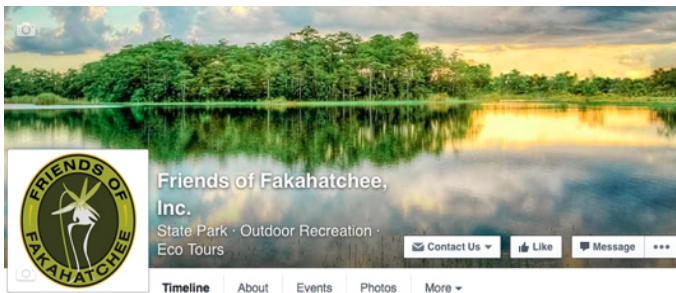 FRIENDS OF
FAKAHATCHEE
Friends of Fakahatchee,
Inc.
State Park · Outdoor Recreation ·
Eco Tours
Contact Us
Like
Message
Timeline About Events Photos More